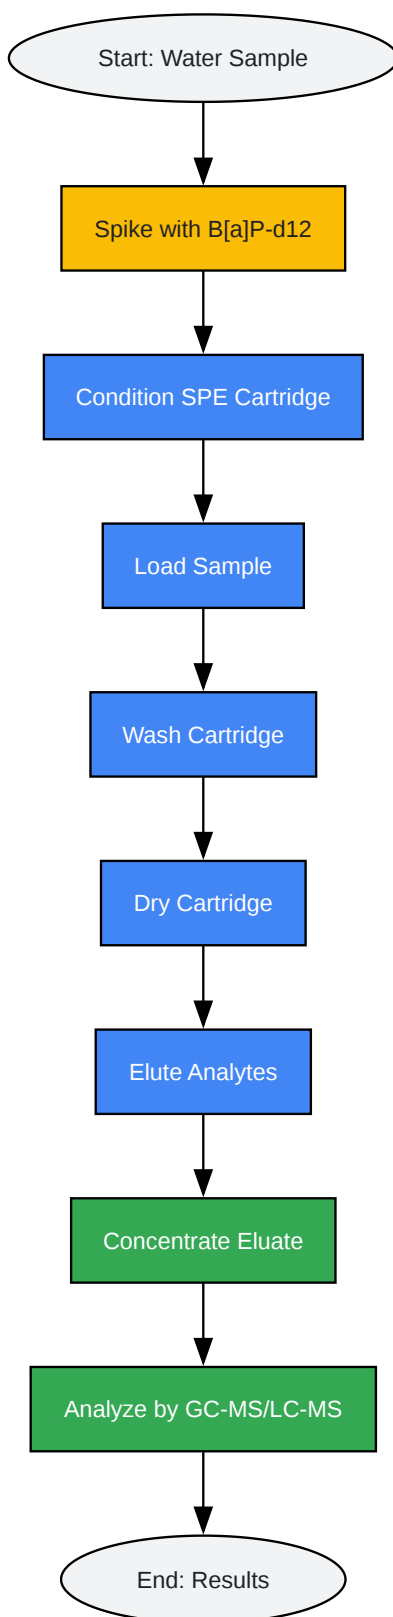 Start: Water Sample
Spike with B[a]P-d12
Condition SPE Cartridge
Load Sample
Wash Cartridge
Dry Cartridge
Elute Analytes
Concentrate Eluate
Analyze by GC-MS/LC-MS
End: Results